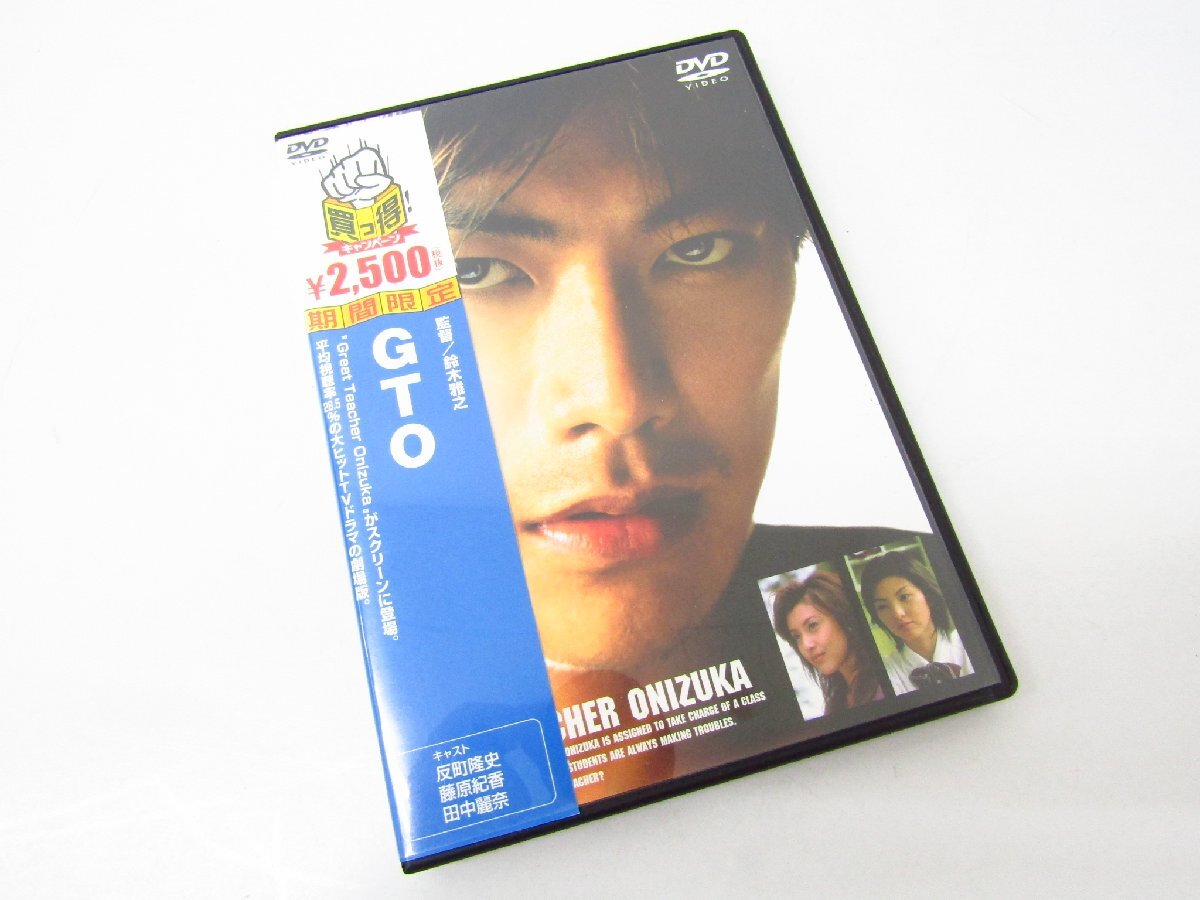 DVD
VIDEO
DVD
VIDEO
買っ得!
キャンペーン
¥2,500(税抜)
期間限定
監督/鈴木雅之
GTO
"Great Teacher Onizuka"がスクリーンに登場。
平均視聴率28.5%の大ヒットTVドラマの劇場版。
キャスト
反町隆史
藤原紀香
田中麗奈
CHER ONIZUKA
ONIZUKA IS ASSIGNED TO TAKE CHARGE OF A CLASS
STUDENTS ARE ALWAYS MAKING TROUBLES.
EACHER?